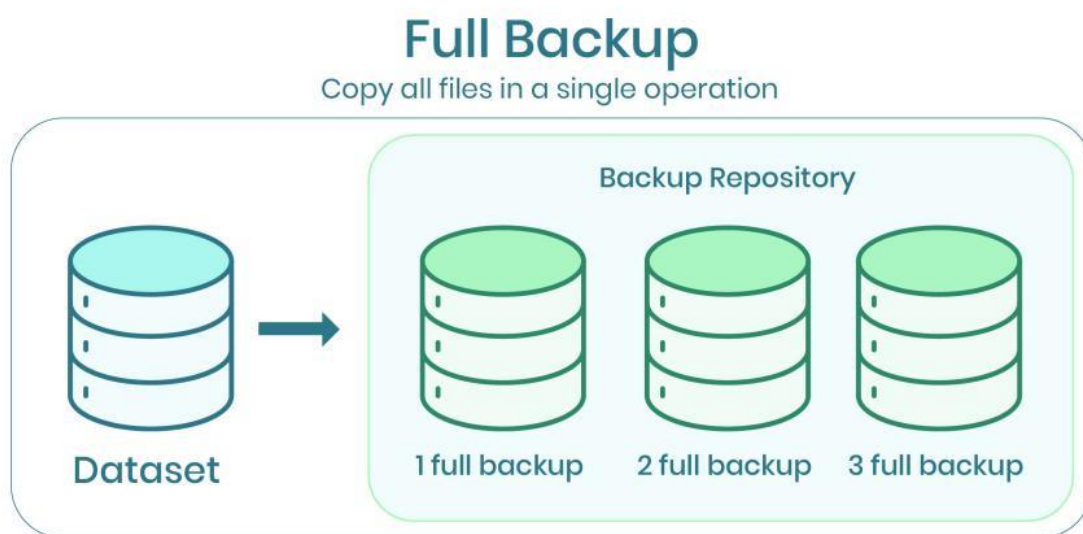 Full Backup
Copy all files in a single operation
Backup Repository
Dataset
1 full backup
2 full backup
3 full backup